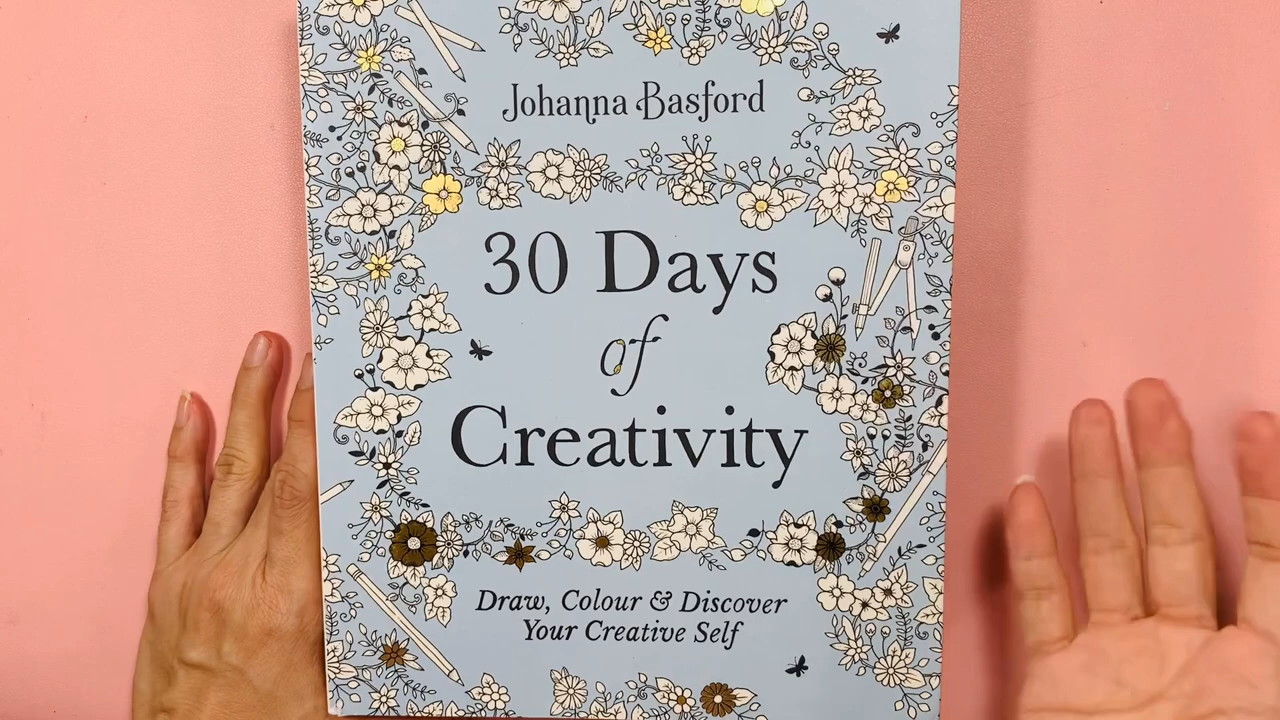 Johanna Basford
30 Days
of
Creativity
Draw, Colour & Discover
Your Creative Self